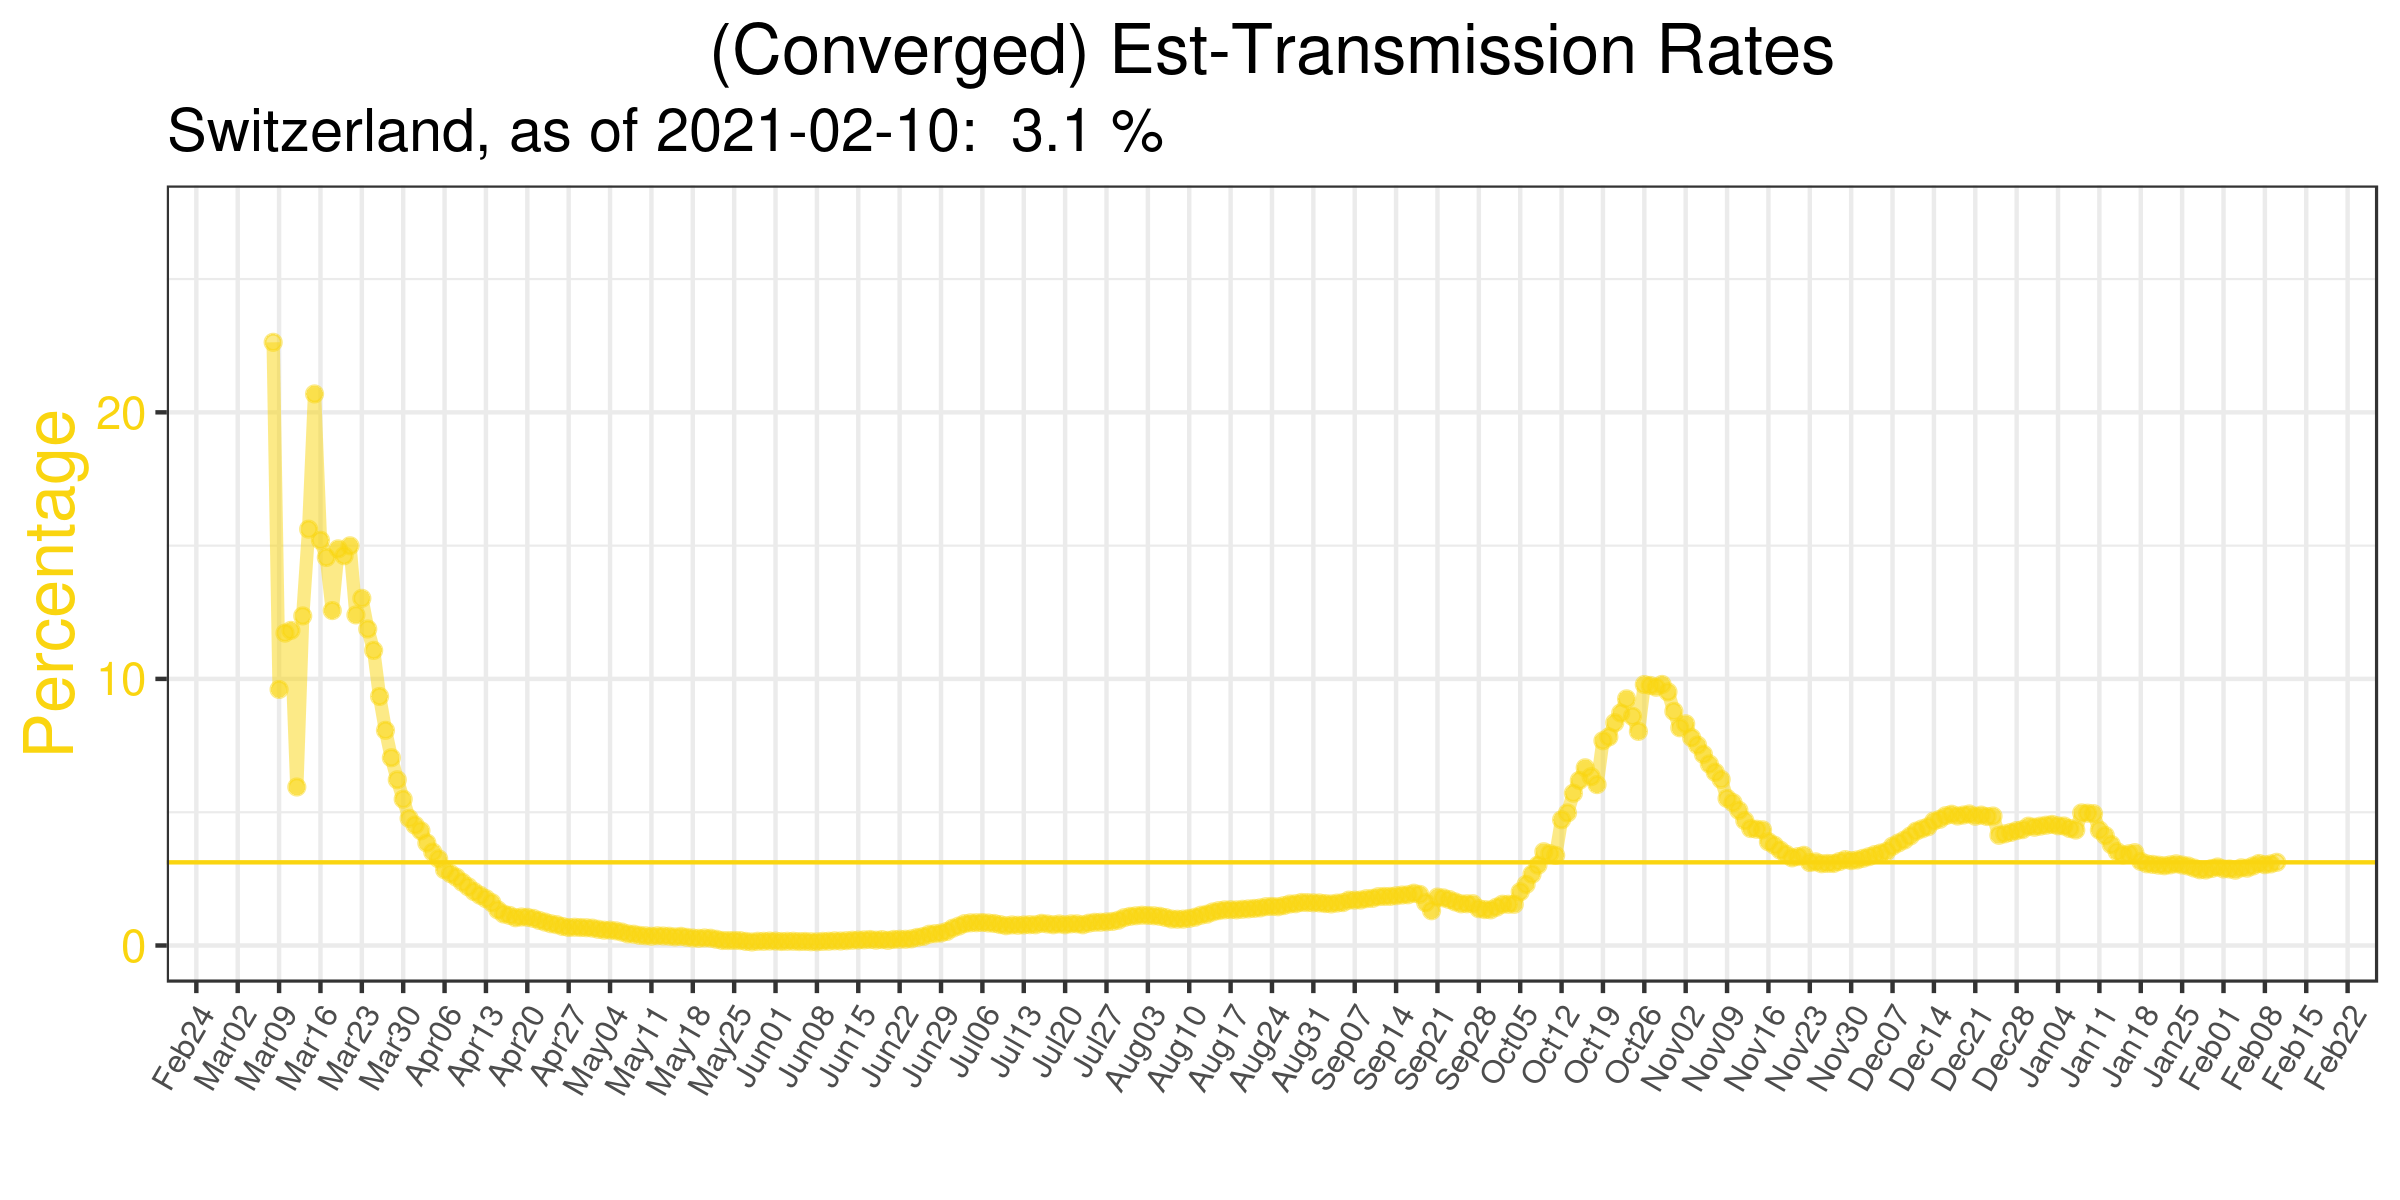 (Converged) Est-Transmission Rates
Switzerland, as of 2021-02-10:  3.1 %
Percentage
20
10
0
Feb24
Mar02
Mar09
Mar16
Mar23
Mar30
Apr06
Apr13
Apr20
Apr27
May04
May11
May18
May25
Jun01
Jun08
Jun15
Jun22
Jun29
Jul06
Jul13
Jul20
Jul27
Aug03
Aug10
Aug17
Aug24
Aug31
Sep07
Sep14
Sep21
Sep28
Oct05
Oct12
Oct19
Oct26
Nov02
Nov09
Nov16
Nov23
Nov30
Dec07
Dec14
Dec21
Dec28
Jan04
Jan11
Jan18
Jan25
Feb01
Feb08
Feb15
Feb22